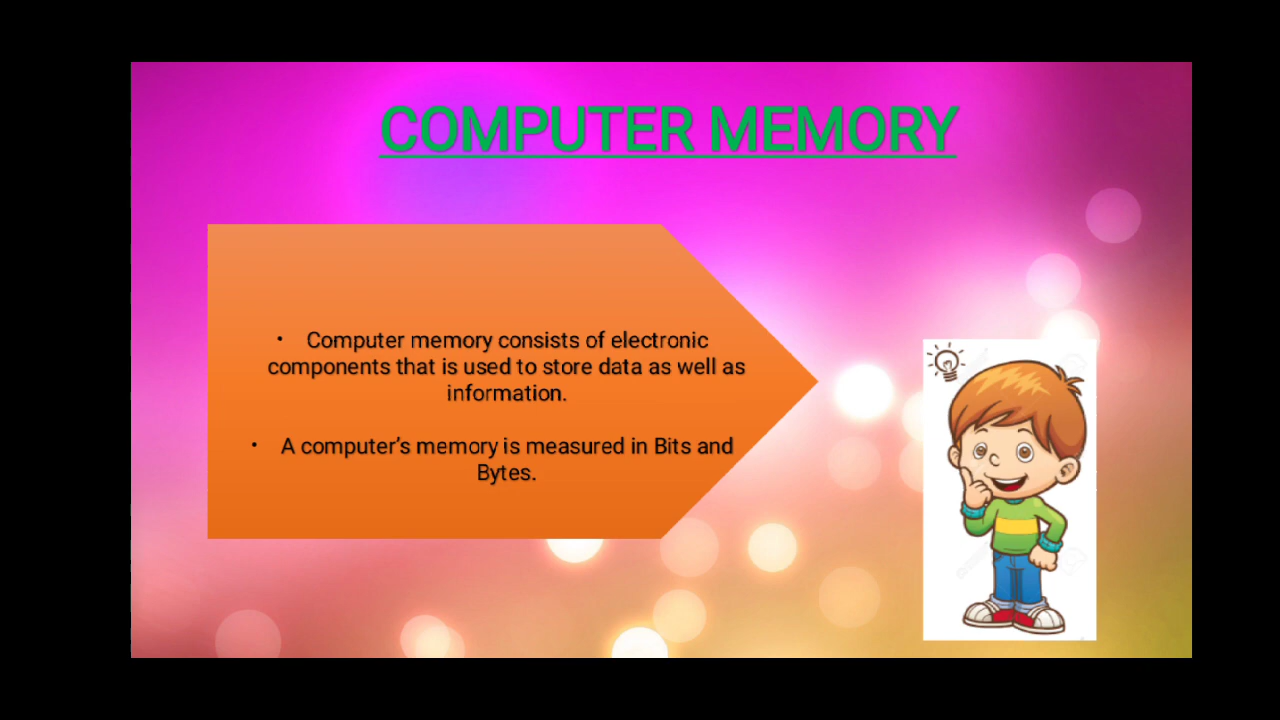 COMPUTER MEMORY
• Computer memory consists of electronic
components that is used to store data as well as
information.
• A computer’s memory is measured in Bits and
Bytes.